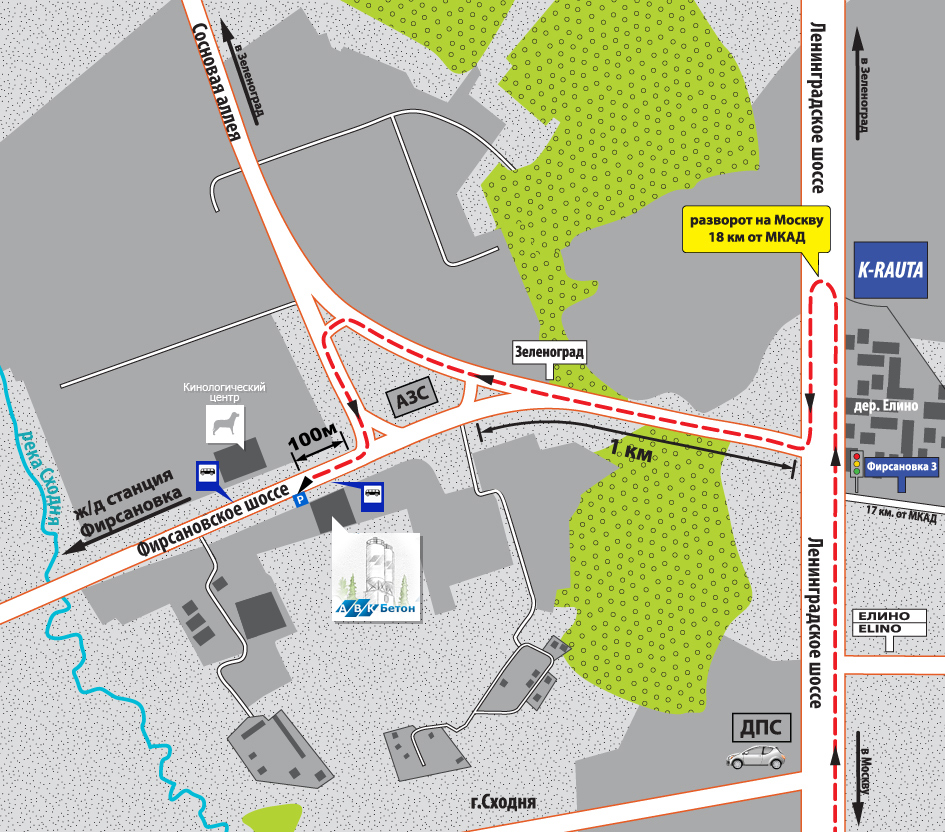 Сосновая аллея
в Зеленоград
Ленинградское шоссе
в Зеленоград
разворот на Москву
18 км от МКАД
K-RAUTA
Зеленоград
Кинологический
центр
АЗС
дер. Елино
100м
1 км
Фирсановка 3
17 км. от МКАД
река Сходня
ж/д станция
Фирсановка
Фирсановское шоссе
P
АВК Бетон
Ленинградское шоссе
ЕЛИНО
ELINO
ДПС
в Москву
г.Сходня